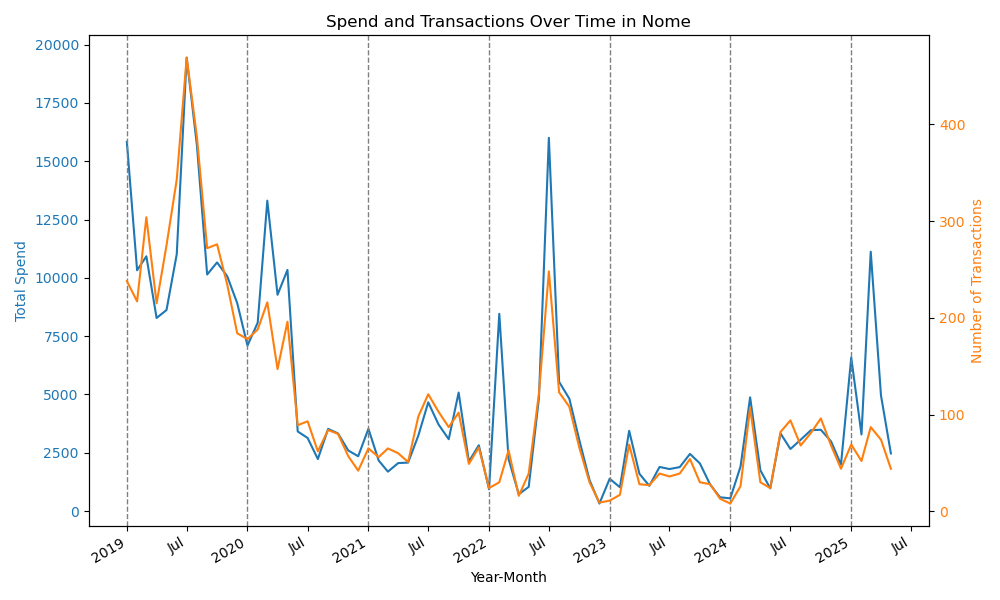 Spend and Transactions Over Time in Nome
Total Spend
20000
17500
15000
12500
10000
7500
5000
2500
0
400
300
200
100
0
Number of Transactions
2019
Jul
2020
Jul
2021
Jul
2022
Jul
2023
Jul
2024
Jul
2025
Jul
Year-Month